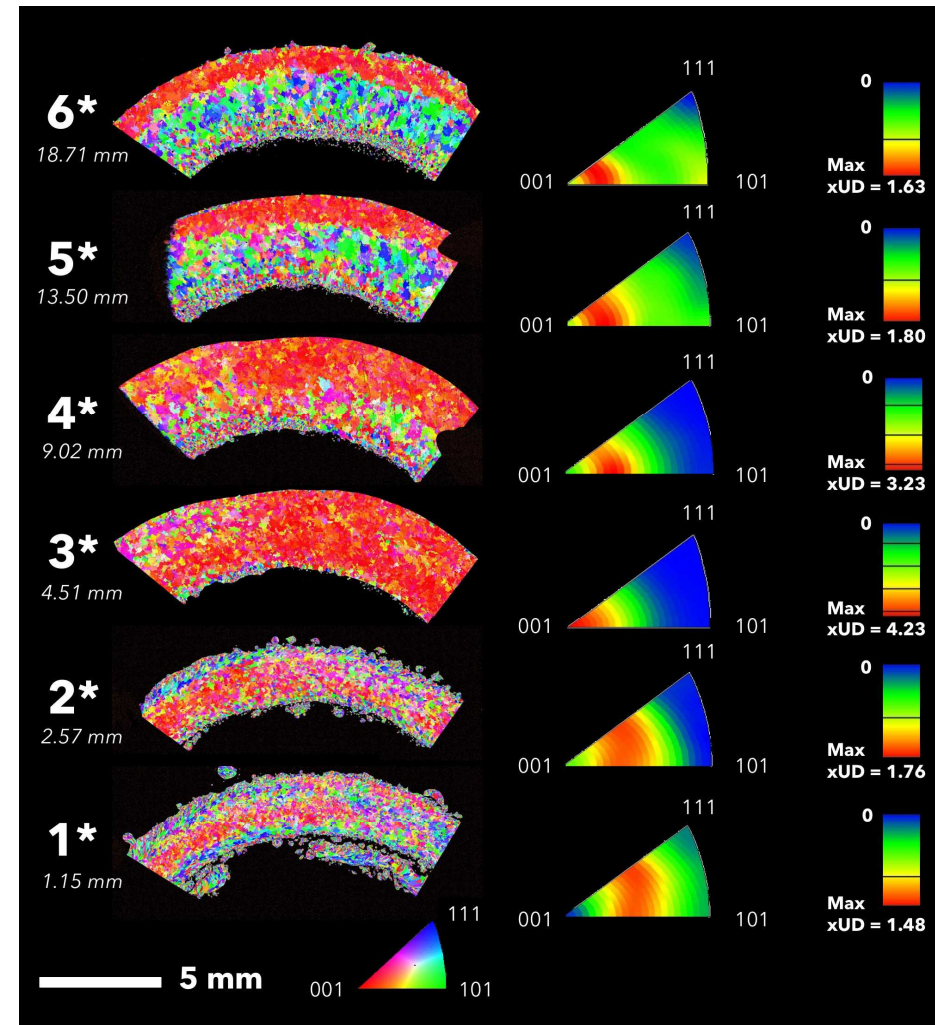 111
0
6*
18.71 mm
001
101
Max
xUD = 1.63
111
0
5*
13.50 mm
001
101
Max
xUD = 1.80
111
0
4*
9.02 mm
001
101
Max
xUD = 3.23
111
0
3*
4.51 mm
001
101
Max
xUD = 4.23
111
0
2*
2.57 mm
001
101
Max
xUD = 1.76
111
0
1*
1.15 mm
001
101
Max
xUD = 1.48
111
5 mm
001
101